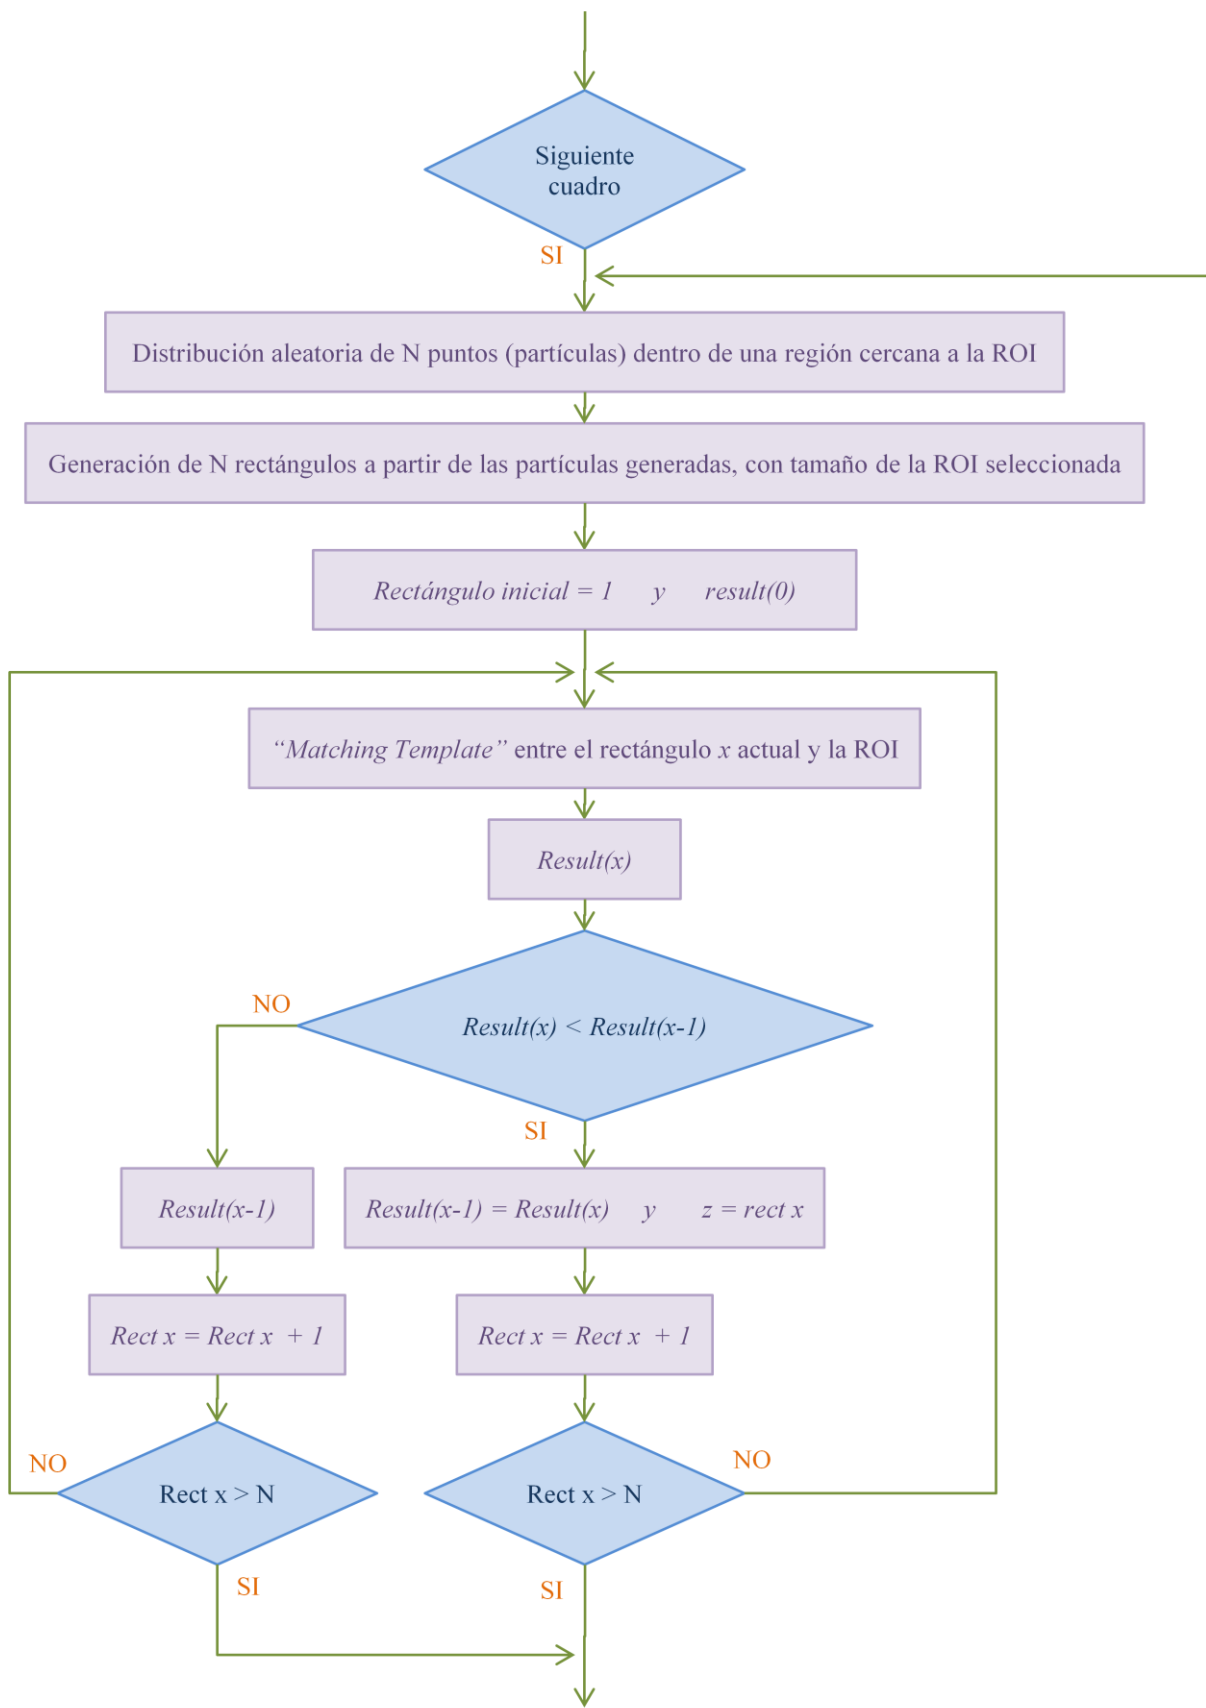 Siguiente
cuadro
SI
Distribución aleatoria de N puntos (partículas) dentro de una región cercana a la ROI
Generación de N rectángulos a partir de las partículas generadas, con tamaño de la ROI seleccionada
Rectángulo inicial = 1 y result(0)
“Matching Template” entre el rectángulo x actual y la ROI
Result(x)
NO
Result(x) < Result(x-1)
SI
Result(x-1)
Result(x-1) = Result(x) y z = rect x
Rect x = Rect x + 1
Rect x = Rect x + 1
NO
Rect x > N
Rect x > N
NO
SI
SI